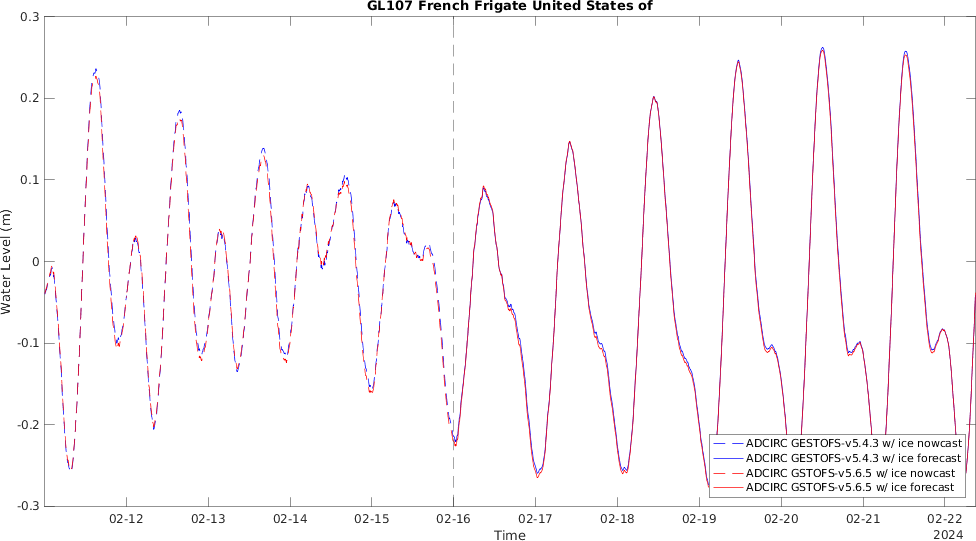 GL107 French Frigate United States of
0.3
0.2
0.1
0
-0.1
-0.2
-0.3
Water Level (m)
ADCIRC GESTOFS-v5.4.3 w/ ice nowcast
ADCIRC GESTOFS-v5.4.3 w/ ice forecast
ADCIRC GSTOFS-v5.6.5 w/ ice nowcast
ADCIRC GSTOFS-v5.6.5 w/ ice forecast
02-12 02-13 02-14 02-15 02-16 02-17 02-18 02-19 02-20 02-21 02-22
Time 2024